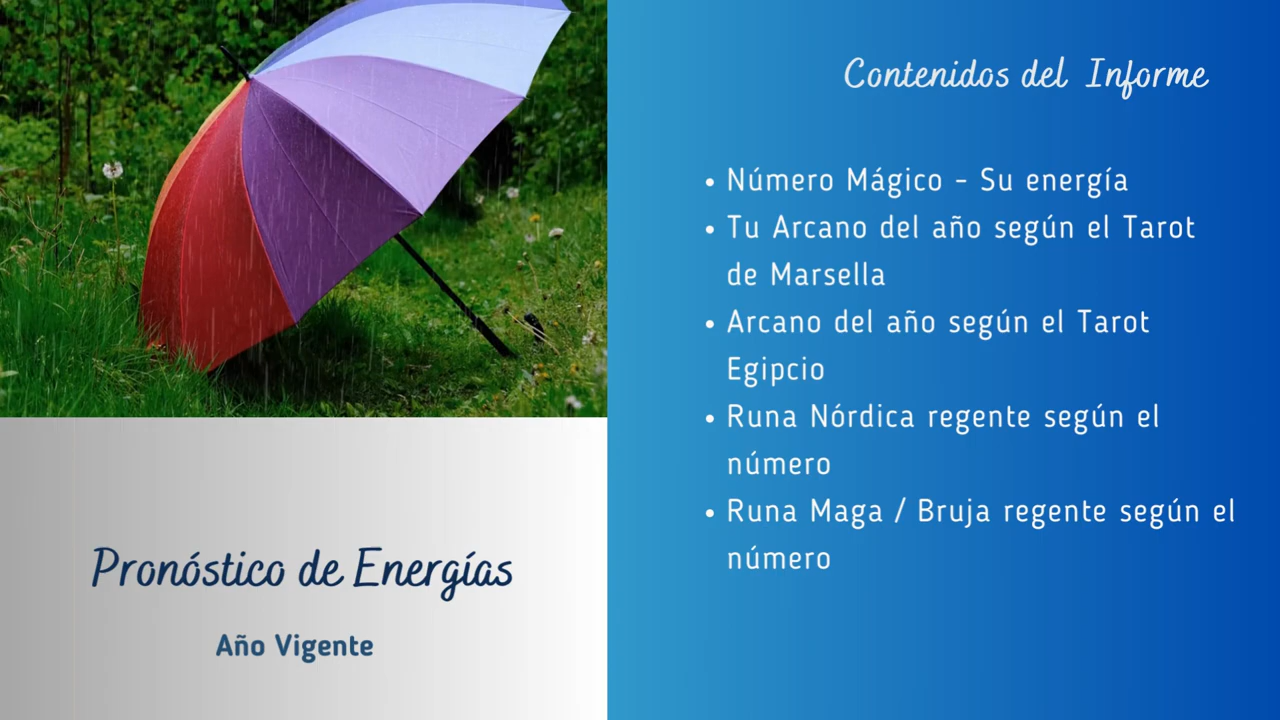 Contenidos del Informe
• Número Mágico - Su energía
• Tu Arcano del año según el Tarot
de Marsella
• Arcano del año según el Tarot
Egipcio
• Runa Nórdica regente según el
número
• Runa Maga / Bruja regente según el
número
Pronóstico de Energías
Año Vigente